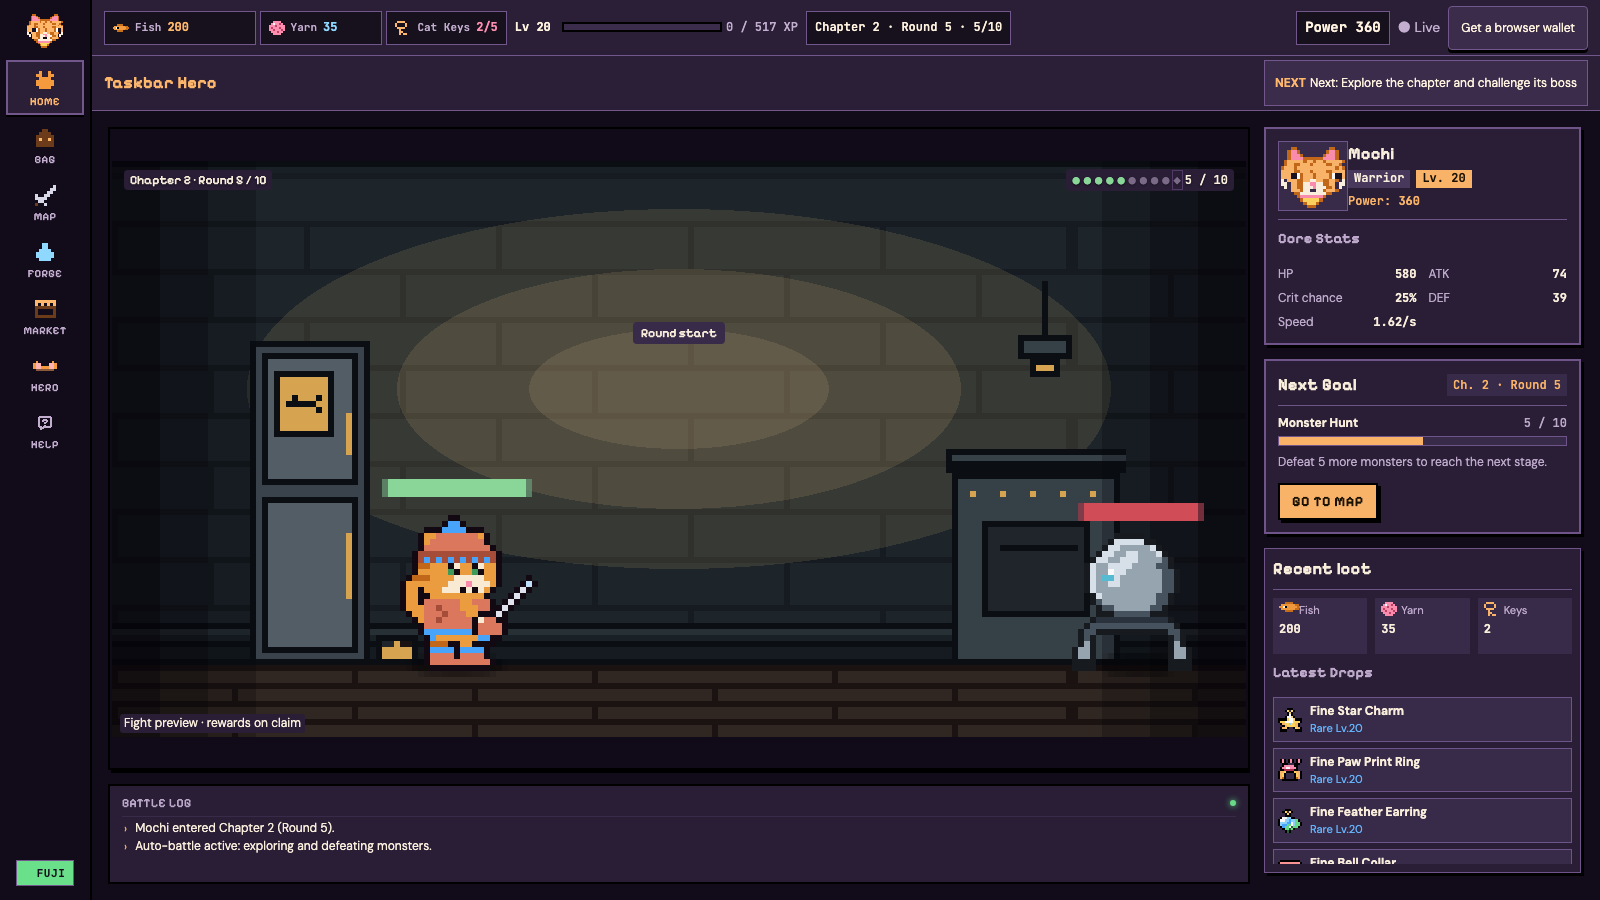 Fish 200
Yarn 35
Cat Keys 2/5
Lv 20
0 / 517 XP
Chapter 2 · Round 5 · 5/10
Power 360
Live
Get a browser wallet
HOME
BAG
MAP
FORGE
MARKET
HERO
HELP
FUJI
Taskbar Hero
NEXT Next: Explore the chapter and challenge its boss
Chapter 2 · Round 5 / 10
5 / 10
Round start
Fight preview · rewards on claim
BATTLE LOG
› Mochi entered Chapter 2 (Round 5).
› Auto-battle active: exploring and defeating monsters.
Mochi
Warrior Lv. 20
Power: 360
Core Stats
HP 580 ATK 74
Crit chance 25% DEF 39
Speed 1.62/s
Next Goal
Ch. 2 · Round 5
Monster Hunt 5 / 10
Defeat 5 more monsters to reach the next stage.
GO TO MAP
Recent loot
Fish
200
Yarn
35
Keys
2
Latest Drops
Fine Star Charm
Rare Lv.20
Fine Paw Print Ring
Rare Lv.20
Fine Feather Earring
Rare Lv.20
Fine Bell Collar